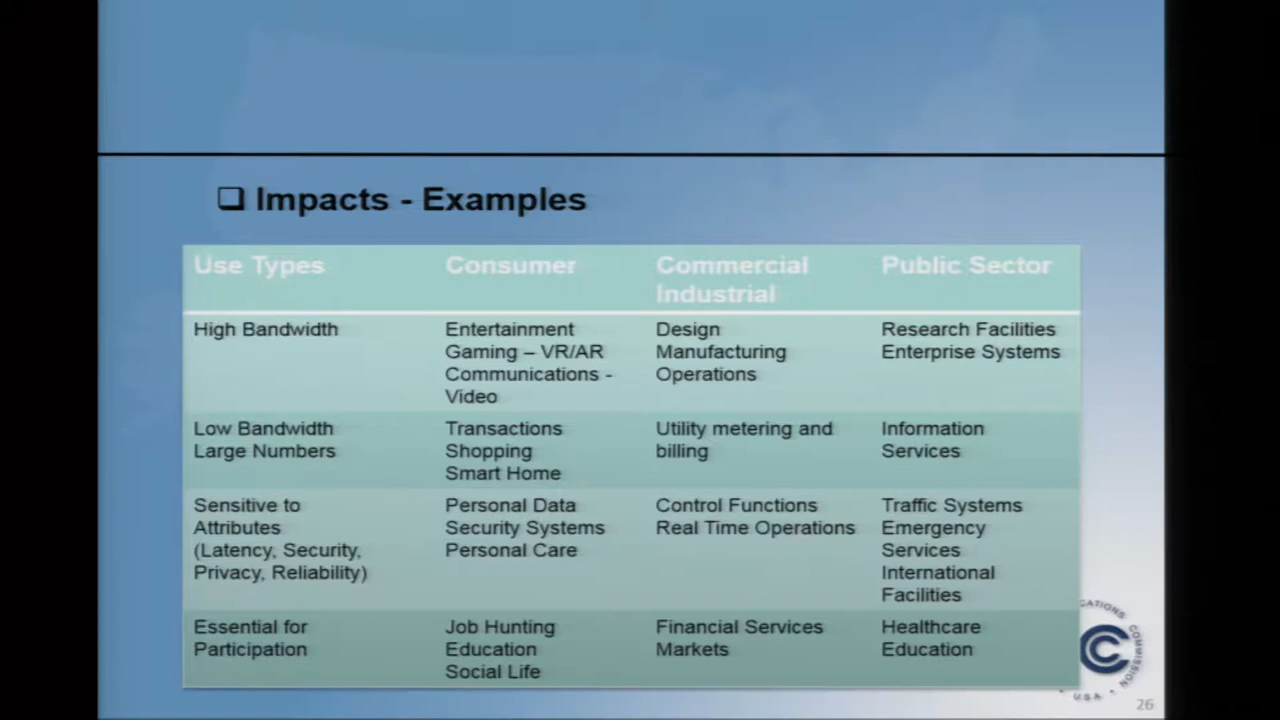 ❑ Impacts - Examples
Use Types
Consumer
Commercial
Industrial
Public Sector
High Bandwidth
Entertainment
Gaming – VR/AR
Communications -
Video
Design
Manufacturing
Operations
Research Facilities
Enterprise Systems
Low Bandwidth
Large Numbers
Transactions
Shopping
Smart Home
Utility metering and
billing
Information
Services
Sensitive to
Attributes
(Latency, Security,
Privacy, Reliability)
Personal Data
Security Systems
Personal Care
Control Functions
Real Time Operations
Traffic Systems
Emergency
Services
International
Facilities
Essential for
Participation
Job Hunting
Education
Social Life
Financial Services
Markets
Healthcare
Education
CATIONS COMMISSION
• USA •
26